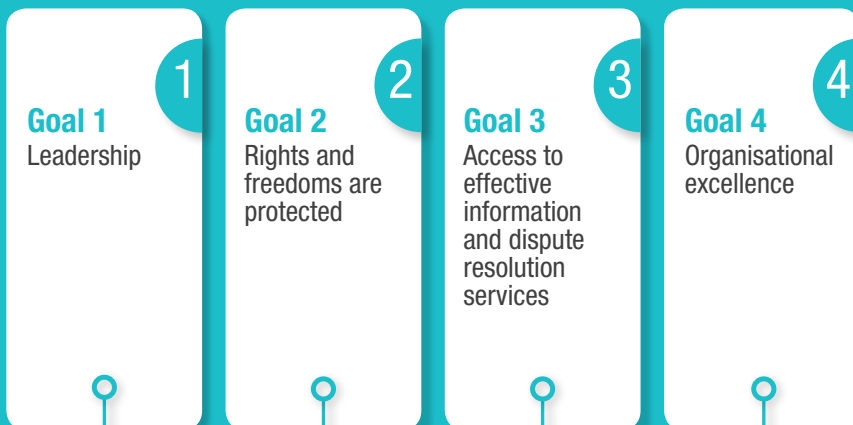 1
Goal 1
Leadership
2
Goal 2
Rights and
freedoms are
protected
3
Goal 3
Access to
effective
information
and dispute
resolution
services
4
Goal 4
Organisational
excellence